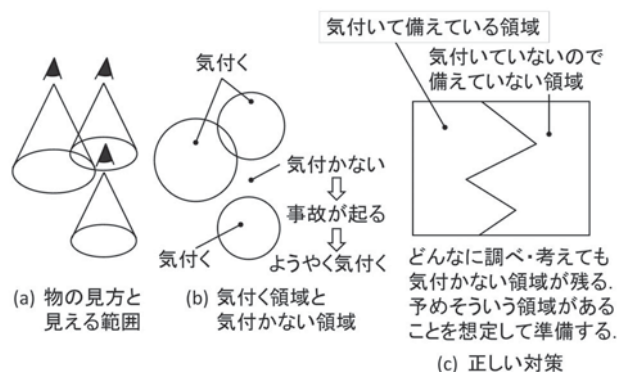 (a) 物の見方と
見える範囲
気付く
気付かない
事故が起る
ようやく気付く
気付く
(b) 気付く領域と
気付かない領域
気付いて備えている領域
気付いていないので
備えていない領域
どんなに調べ・考えても
気付かない領域が残る.
予めそういう領域がある
ことを想定して準備する.
(c) 正しい対策